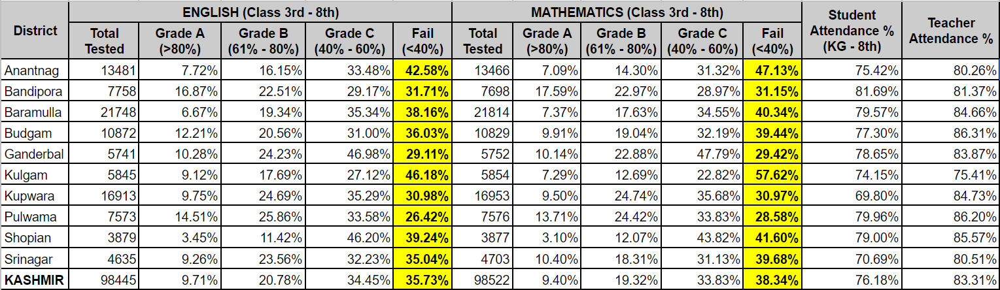 District ENGLISH (Class 3rd - 8th) MATHEMATICS (Class 3rd - 8th) Student Attendance % (KG - 8th) Teacher Attendance %
Total Tested Grade A (>80%) Grade B (61% - 80%) Grade C (40% - 60%) Fail (<40%) Total Tested Grade A (>80%) Grade B (61% - 80%) Grade C (40% - 60%) Fail (<40%)
Anantnag 13481 7.72% 16.15% 33.48% 42.58% 13466 7.09% 14.30% 31.32% 47.13% 75.42% 80.26%
Bandipora 7758 16.87% 22.51% 29.17% 31.71% 7698 17.59% 22.97% 28.97% 31.15% 81.69% 81.37%
Baramulla 21748 6.67% 19.34% 35.34% 38.16% 21814 7.37% 17.63% 34.55% 40.34% 79.57% 84.66%
Budgam 10872 12.21% 20.56% 31.00% 36.03% 10829 9.91% 19.04% 32.19% 39.44% 77.30% 86.31%
Ganderbal 5741 10.28% 24.23% 46.98% 29.11% 5752 10.14% 22.88% 47.79% 29.42% 78.65% 83.87%
Kulgam 5845 9.12% 17.69% 27.12% 46.18% 5854 7.29% 12.69% 22.82% 57.62% 74.15% 75.41%
Kupwara 16913 9.75% 24.69% 35.29% 30.98% 16953 9.50% 24.74% 35.68% 30.97% 69.80% 84.73%
Pulwama 7573 14.51% 25.86% 33.58% 26.42% 7576 13.71% 24.42% 33.83% 28.58% 79.96% 86.20%
Shopian 3879 3.45% 11.42% 46.20% 39.24% 3877 3.10% 12.07% 43.82% 41.60% 79.00% 85.57%
Srinagar 4635 9.26% 23.56% 32.23% 35.04% 4703 10.40% 18.31% 31.13% 39.68% 70.69% 80.51%
KASHMIR 98445 9.71% 20.78% 34.45% 35.73% 98522 9.40% 19.32% 33.85% 38.34% 76.18% 83.31%